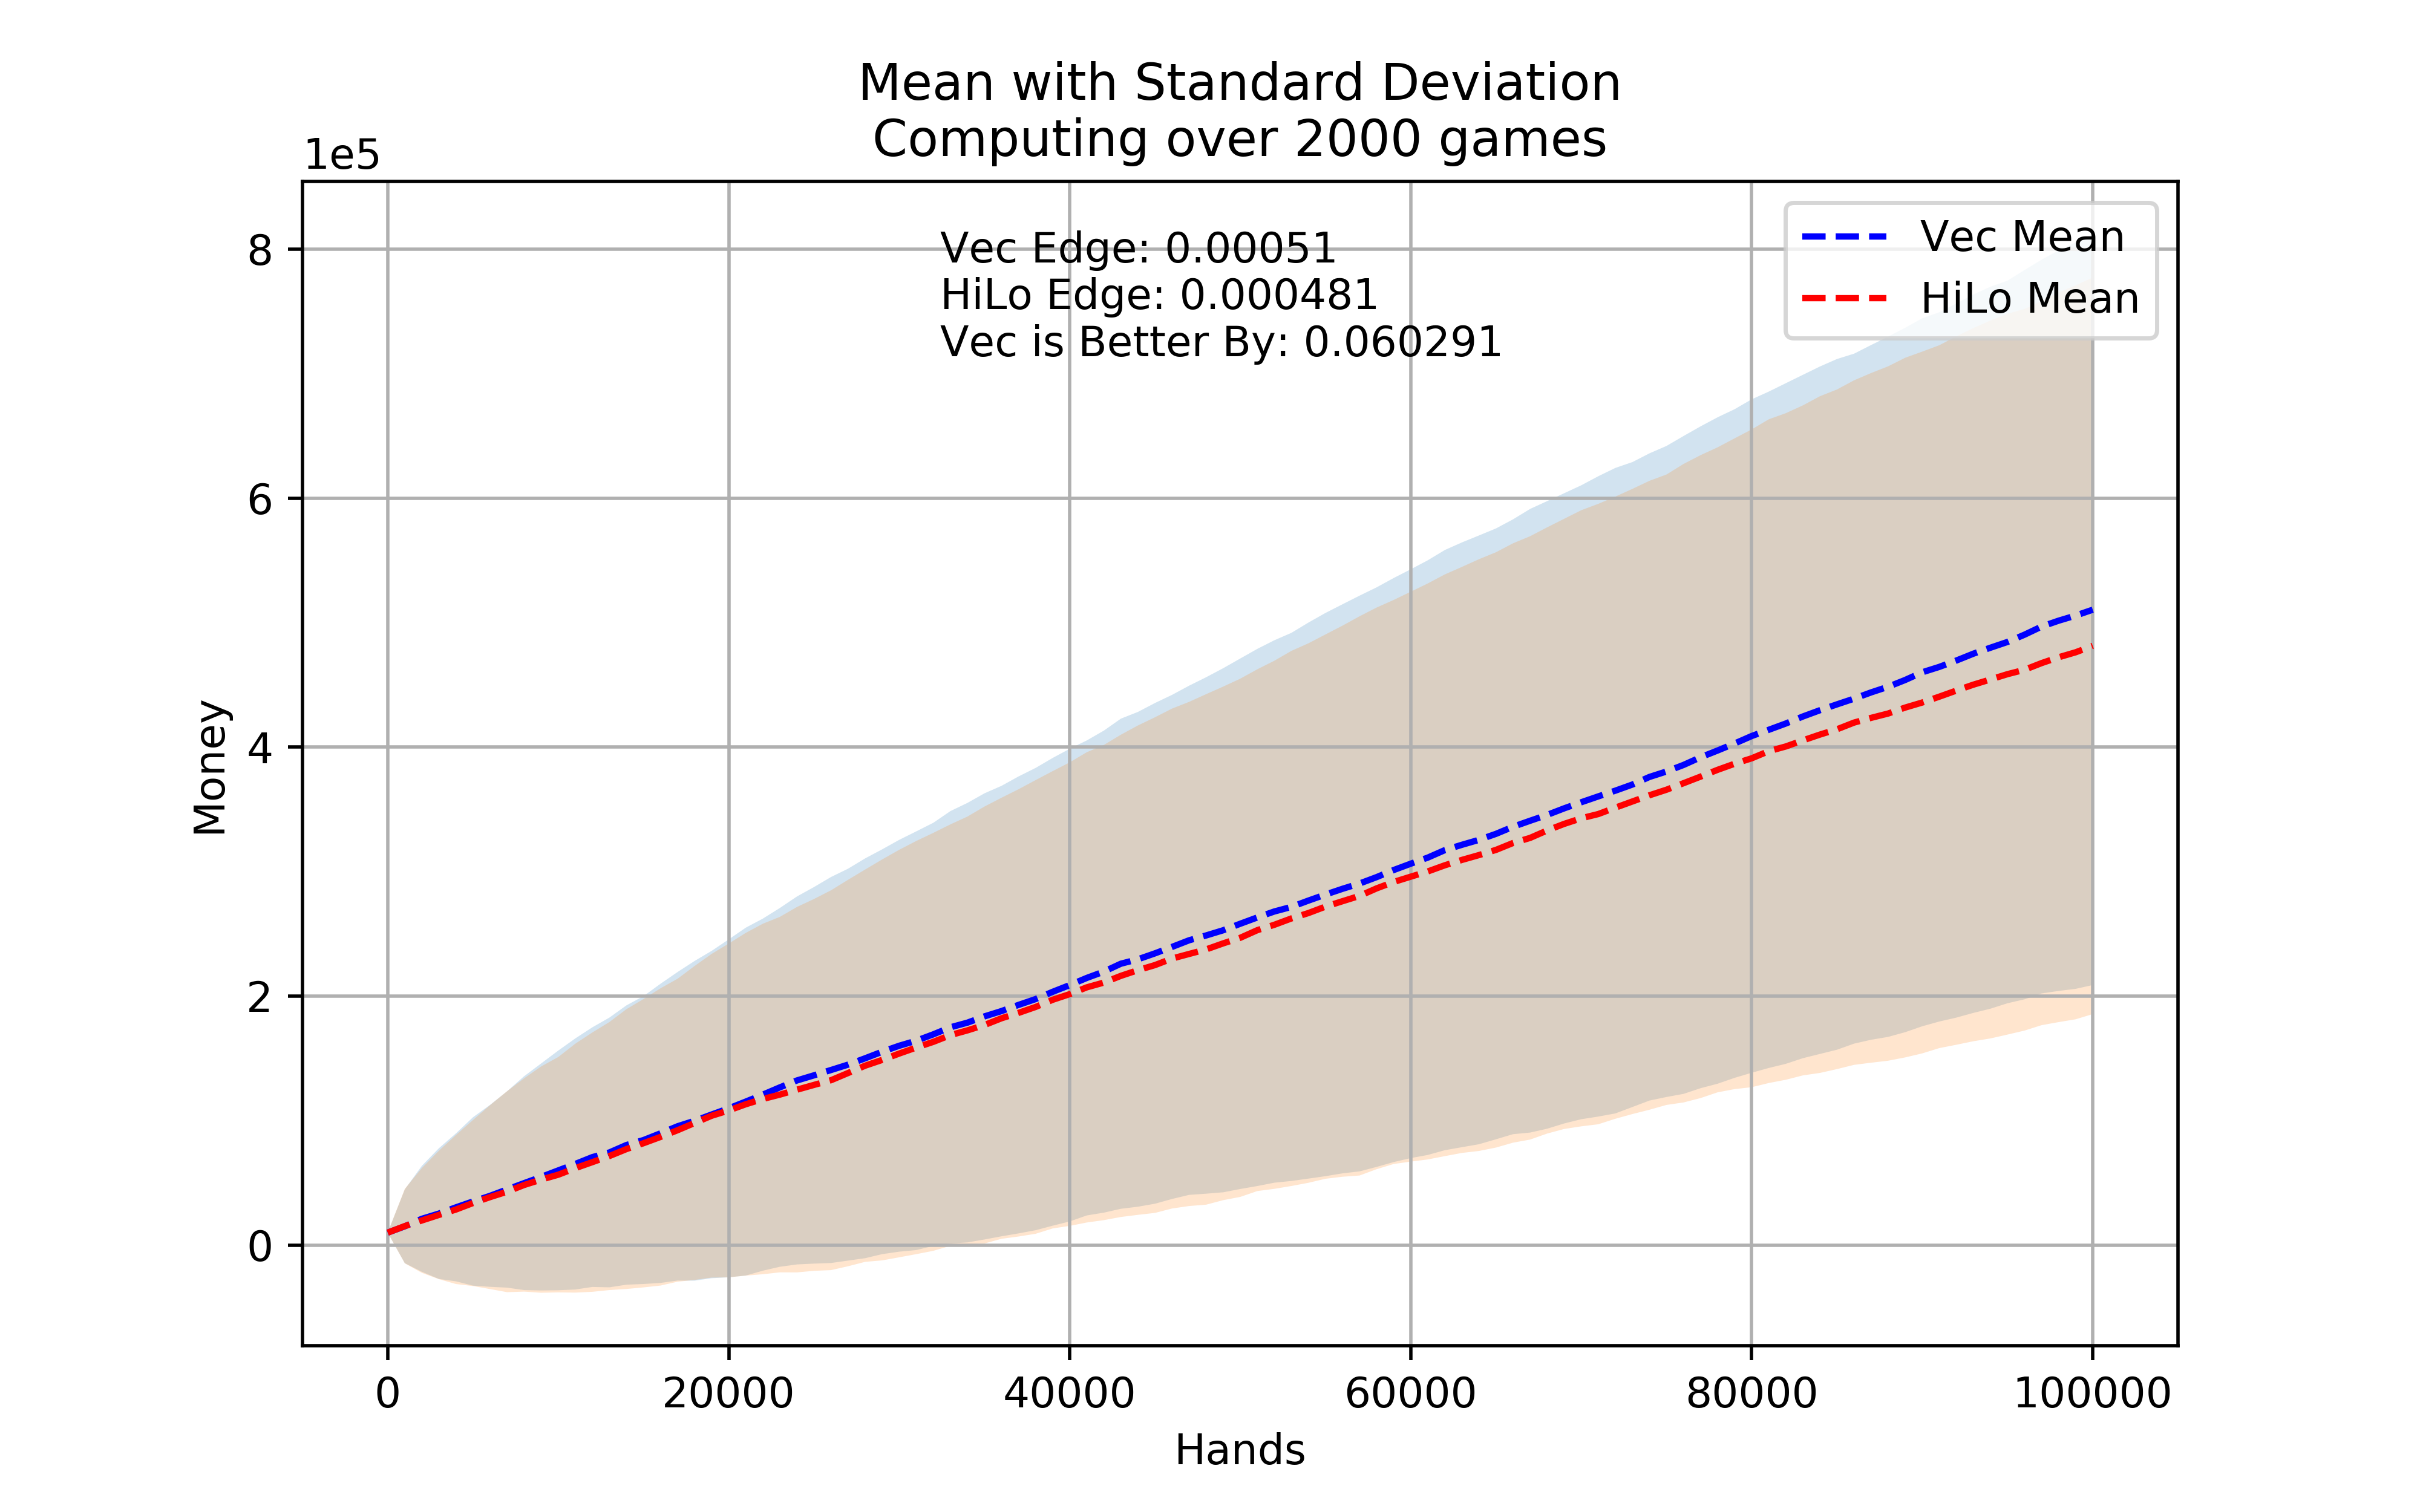 Mean with Standard Deviation
Computing over 2000 games
1e5
Vec Edge: 0.00051
HiLo Edge: 0.000481
Vec is Better By: 0.060291
Vec Mean
HiLo Mean
8
6
4
2
0
Money
0 20000 40000 60000 80000 100000
Hands